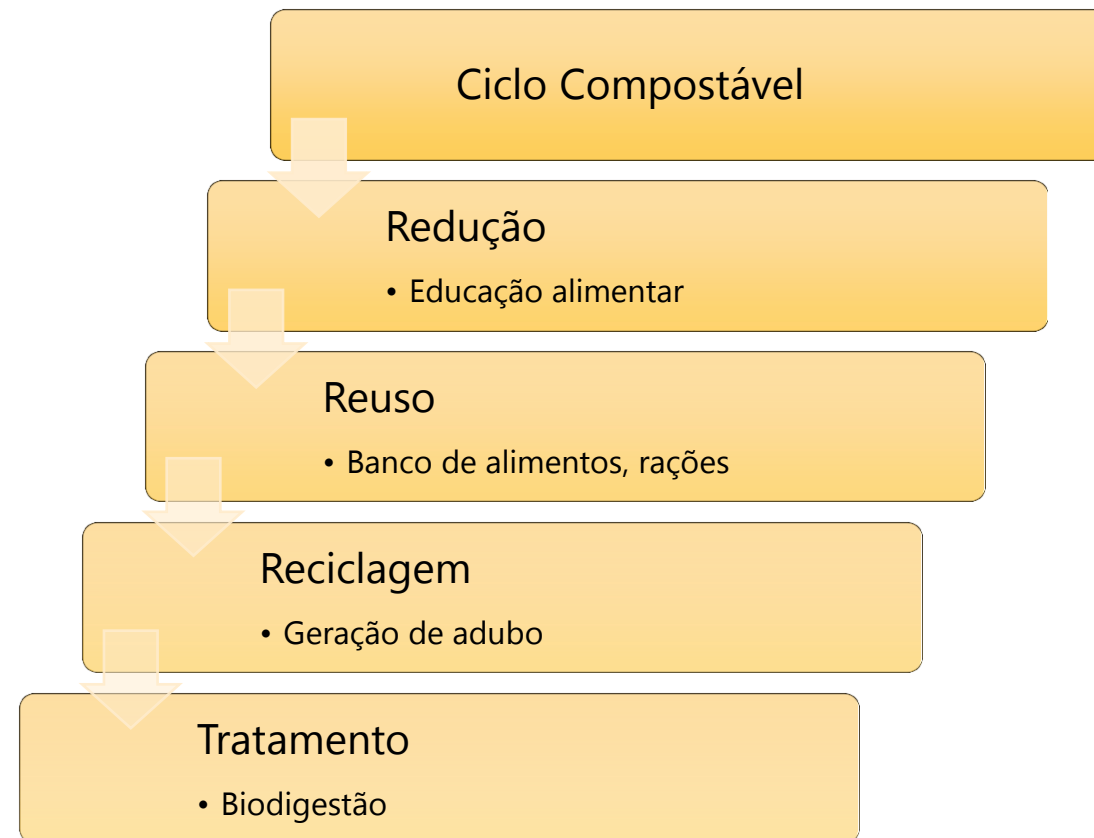 Ciclo Compostável
Redução
• Educação alimentar
Reuso
• Banco de alimentos, rações
Reciclagem
• Geração de adubo
Tratamento
• Biodigestão